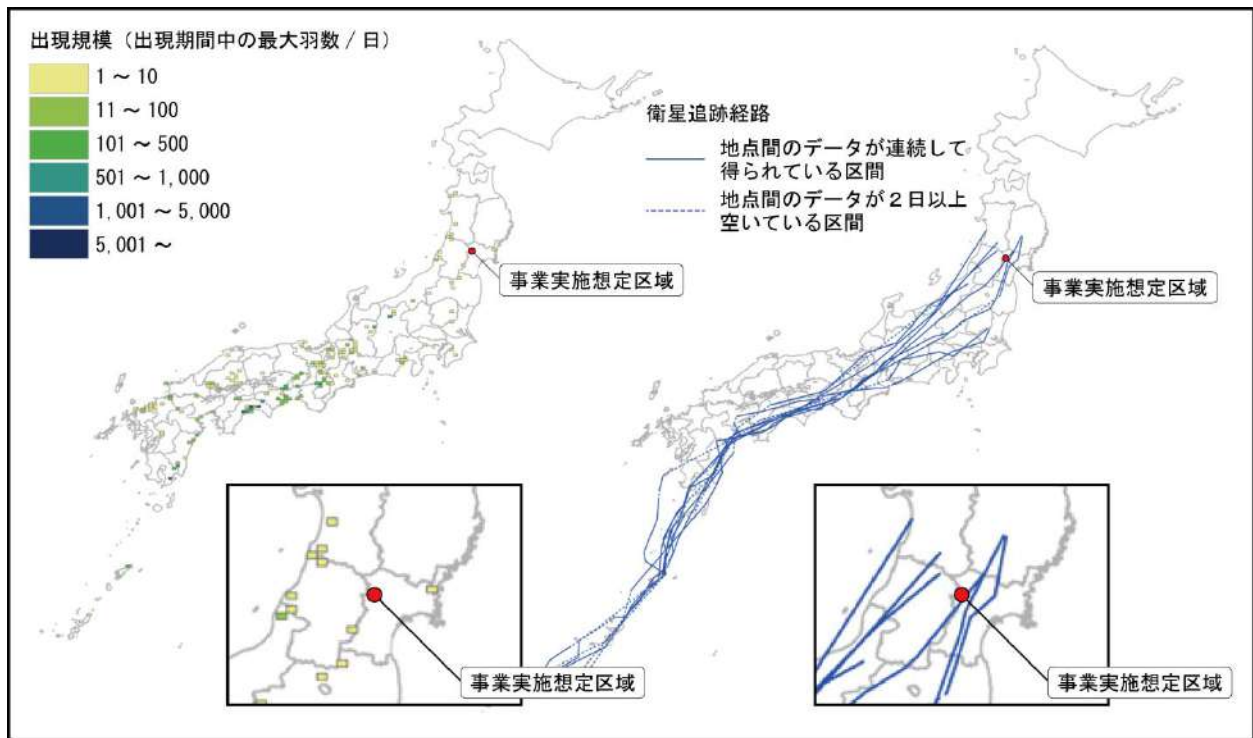 出現規模（出現期間中の最大羽数 / 日）
1 ～ 10
11 ～ 100
101 ～ 500
501 ～ 1,000
1,001 ～ 5,000
5,001 ～
事業実施想定区域
衛星追跡経路
地点間のデータが連続して
得られている区間
地点間のデータが２日以上
空いている区間
事業実施想定区域
事業実施想定区域
事業実施想定区域